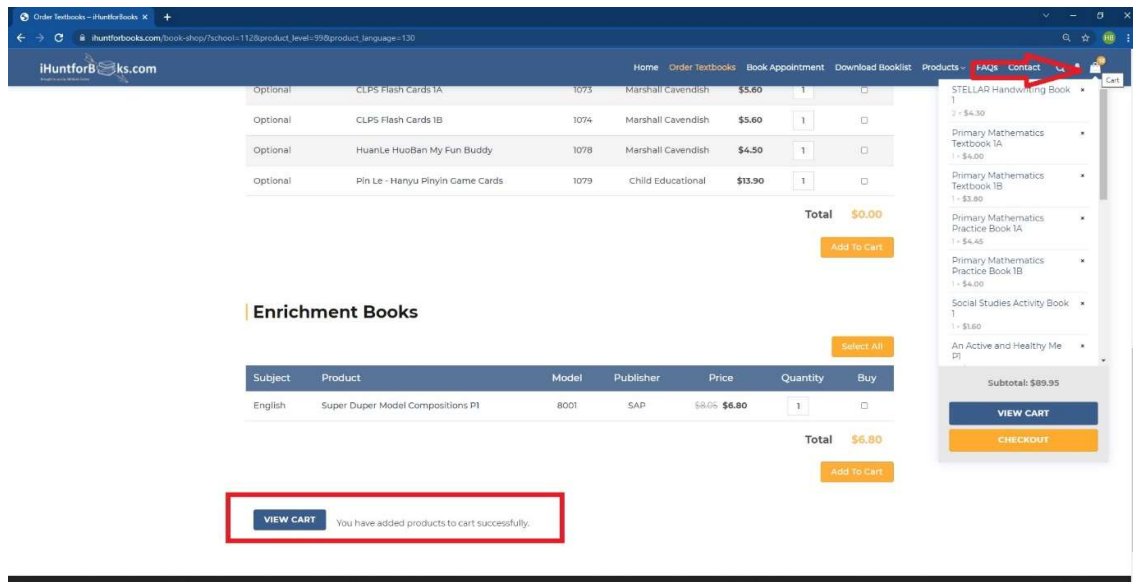 Order Textbooks – iHuntforBooks
ihuntforbooks.com/book-shop/?school=112&product_level=99&product_language=130
HB
iHuntforB ks.com
Home Order Textbooks Book Appointment Download Booklist Products FAQs Contact
Cart
Optional CLPS Flash Cards 1A 1073 Marshall Cavendish $5.60 1
Optional CLPS Flash Cards 1B 1074 Marshall Cavendish $5.60 1
Optional HuanLe HuoBan My Fun Buddy 1078 Marshall Cavendish $4.50 1
Optional Pin Le - Hanyu Pinyin Game Cards 1079 Child Educational $13.90 1
Total $0.00
Add To Cart
Enrichment Books
Select All
Subject Product Model Publisher Price Quantity Buy
English Super Duper Model Compositions P1 8001 SAP $8.05 $6.80 1
Total $6.80
Add To Cart
VIEW CART You have added products to cart successfully.
STELLAR Handwriting Book ×
1
2 × $4.30
Primary Mathematics ×
Textbook 1A
1 × $4.00
Primary Mathematics ×
Textbook 1B
1 × $3.80
Primary Mathematics ×
Practice Book 1A
1 × $4.45
Primary Mathematics ×
Practice Book 1B
1 × $4.00
Social Studies Activity Book ×
1
1 × $1.60
An Active and Healthy Me ×
P1
Subtotal: $89.95
VIEW CART
CHECKOUT